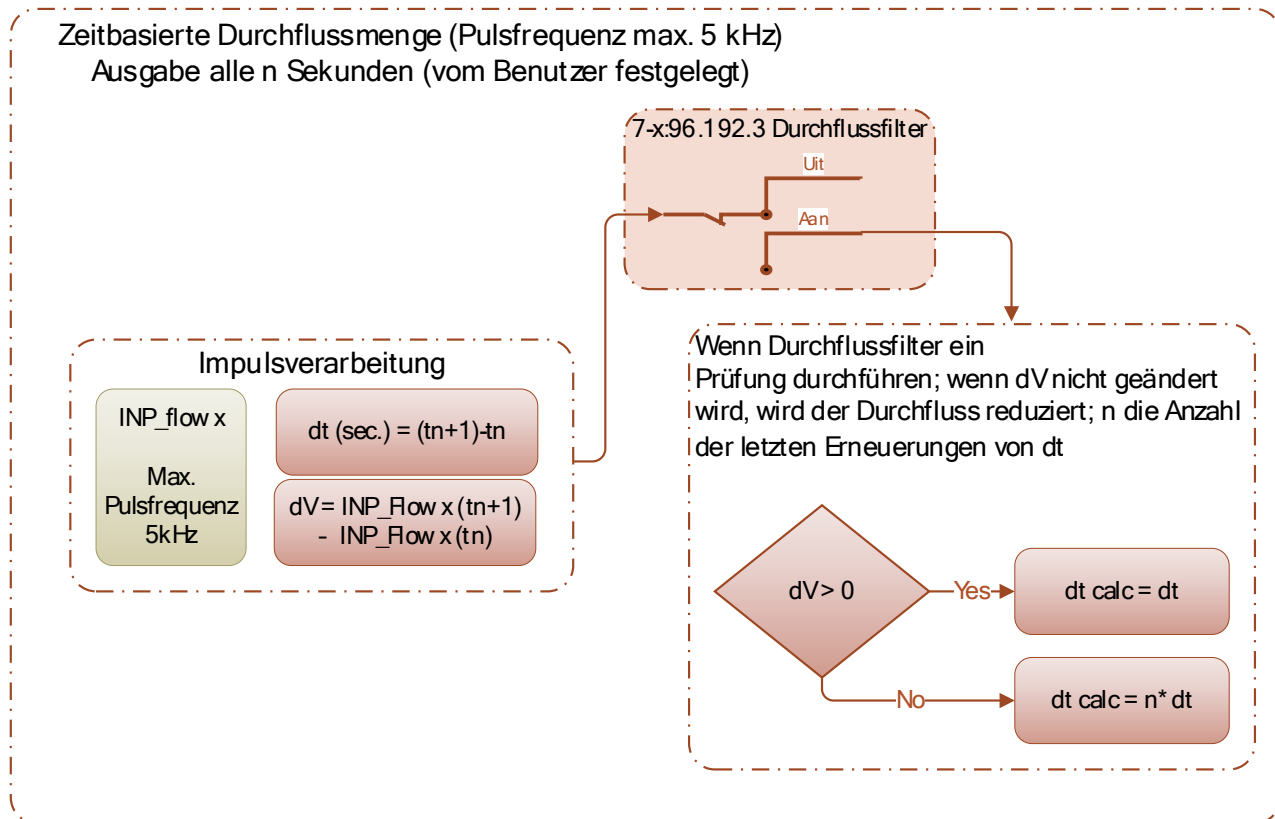 Zeitbasierte Durchflussmenge (Pulsfrequenz max. 5 kHz)
Ausgabe alle n Sekunden (vom Benutzer festgelegt)
7-x:96.192.3 Durchflussfilter
Uit
Aan
Impulsverarbeitung
INP_flow x
Max.
Pulsfrequenz
5kHz
dt (sec.) = (tn+1)-tn
dV = INP_Flow x (tn+1)
- INP_Flow x (tn)
Wenn Durchflussfilter ein
Prüfung durchführen; wenn dV nicht geändert
wird, wird der Durchfluss reduziert; n die Anzahl
der letzten Erneuerungen von dt
dV > 0
Yes
dt calc = dt
No
dt calc = n* dt